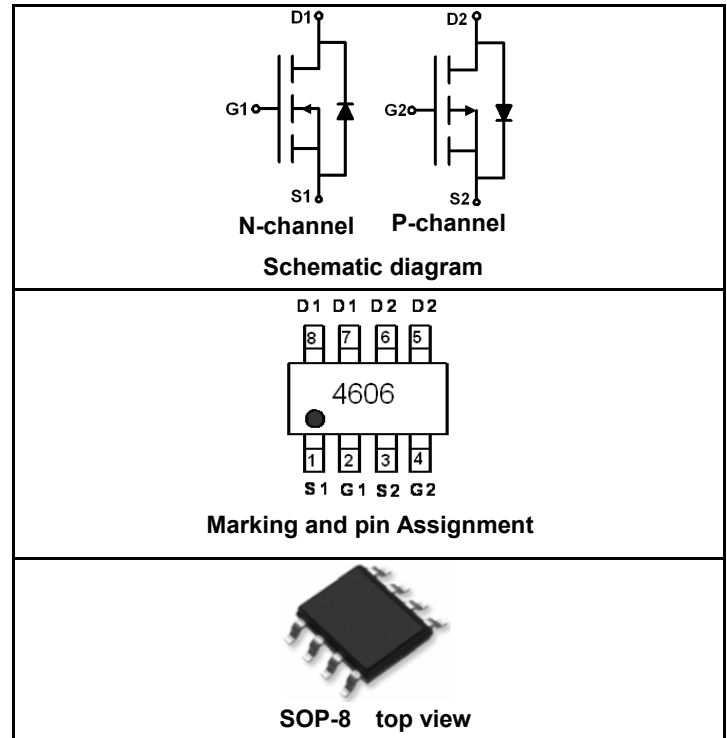 D1 D2
G1 G2
S1 S2
N-channel P-channel
Schematic diagram
D1 D1 D2 D2
8 7 6 5
4606
1 2 3 4
S1 G1 S2 G2
Marking and pin Assignment
SOP-8 top view